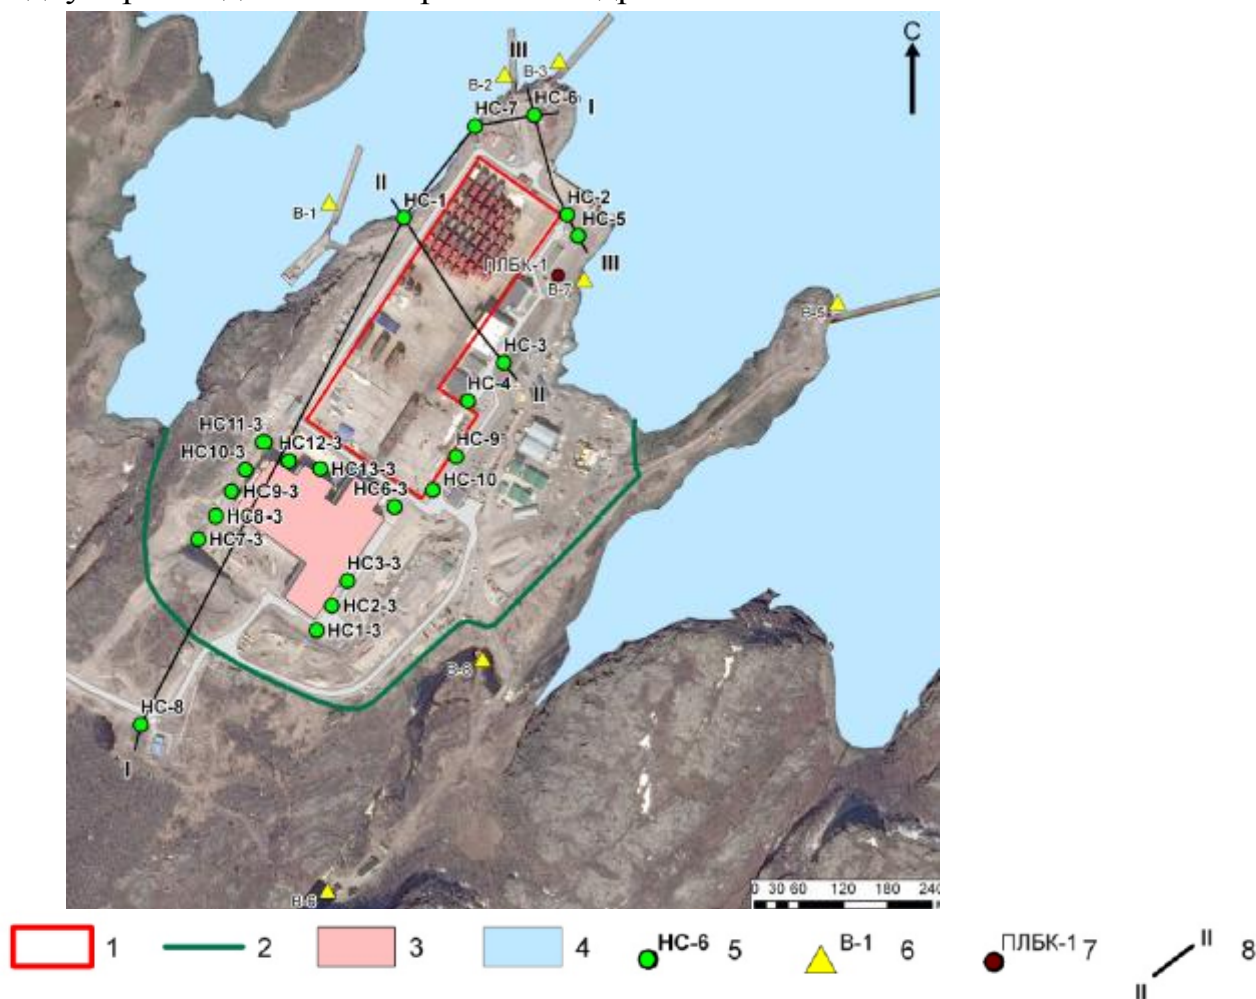 С
III
В-3
В-2
НС-6
НС-7
I
II
НС-1
В-1
НС-2
НС-5
III
ПЛБК-1
В-7
В-5
НС-3
II
НС-4
НС11-3
НС12-3
НС-9
НС10-3
НС13-3
НС-10
НС9-3
НС6-3
НС8-3
НС7-3
НС3-3
НС2-3
НС1-3
НС-8
I
0 30 60 120 180 240
НС-6 В-1 ПЛБК-1 II
1 2 3 4 5 6 7 8
II